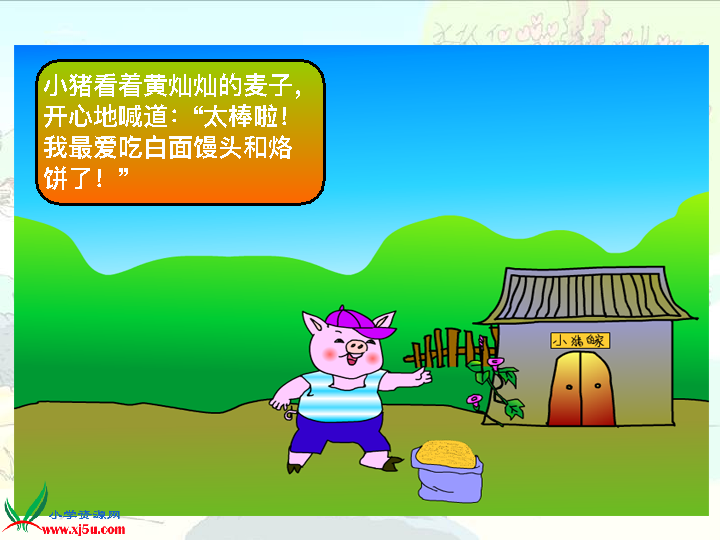 小猪看着黄灿灿的麦子，
开心地喊道：“太棒啦！
我最爱吃白面馒头和烙
饼了！”
小猪的家
小学资源网
www.xj5u.com